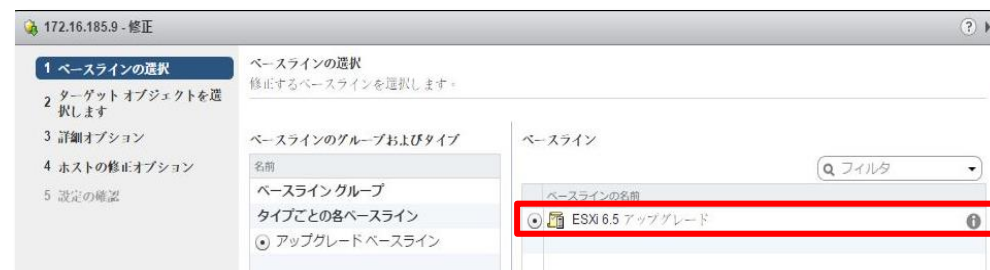 172.16.185.9 - 修正
?
1 ベースラインの選択
2 ターゲット オブジェクトを選
択します
3 詳細オプション
4 ホストの修正オプション
5 設定の確認
ベースラインの選択
修正するベースラインを選択します。
ベースラインのグループおよびタイプ
名前
ベースライン グループ
タイプごとの各ベースライン
アップグレード ベースライン
ベースライン
フィルタ
ベースラインの名前
ESXi 6.5 アップグレード